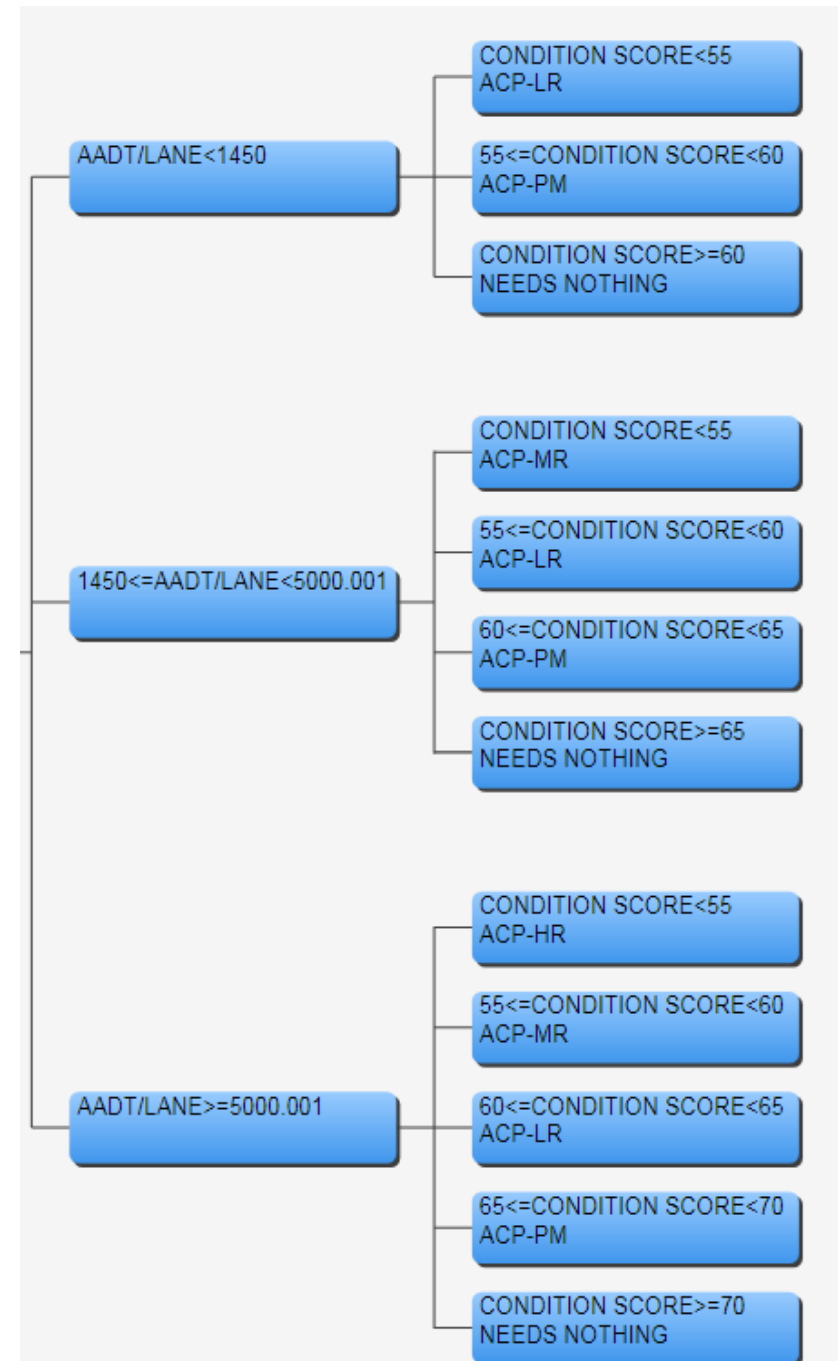 CONDITION SCORE<55
ACP-LR
AADT/LANE<1450
55<=CONDITION SCORE<60
ACP-PM
CONDITION SCORE>=60
NEEDS NOTHING
CONDITION SCORE<55
ACP-MR
55<=CONDITION SCORE<60
ACP-LR
1450<=AADT/LANE<5000.001
60<=CONDITION SCORE<65
ACP-PM
CONDITION SCORE>=65
NEEDS NOTHING
CONDITION SCORE<55
ACP-HR
55<=CONDITION SCORE<60
ACP-MR
AADT/LANE>=5000.001
60<=CONDITION SCORE<65
ACP-LR
65<=CONDITION SCORE<70
ACP-PM
CONDITION SCORE>=70
NEEDS NOTHING